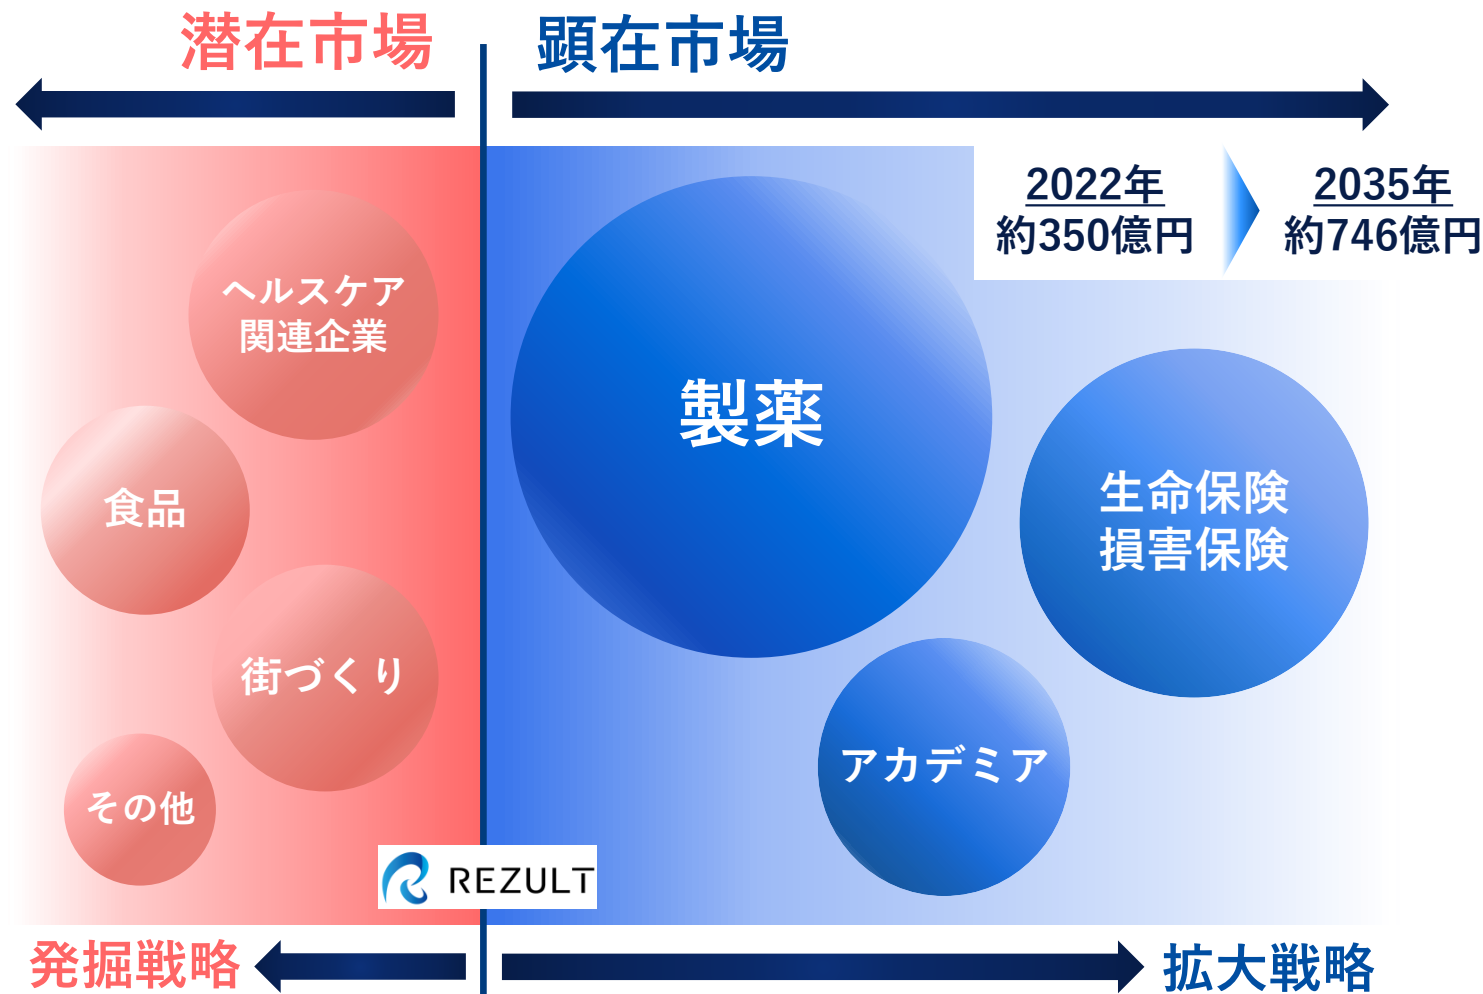 潜在市場
顕在市場
2022年
約350億円
2035年
約746億円
ヘルスケア
関連企業
食品
街づくり
その他
製薬
生命保険
損害保険
アカデミア
REZULT
発掘戦略
拡大戦略